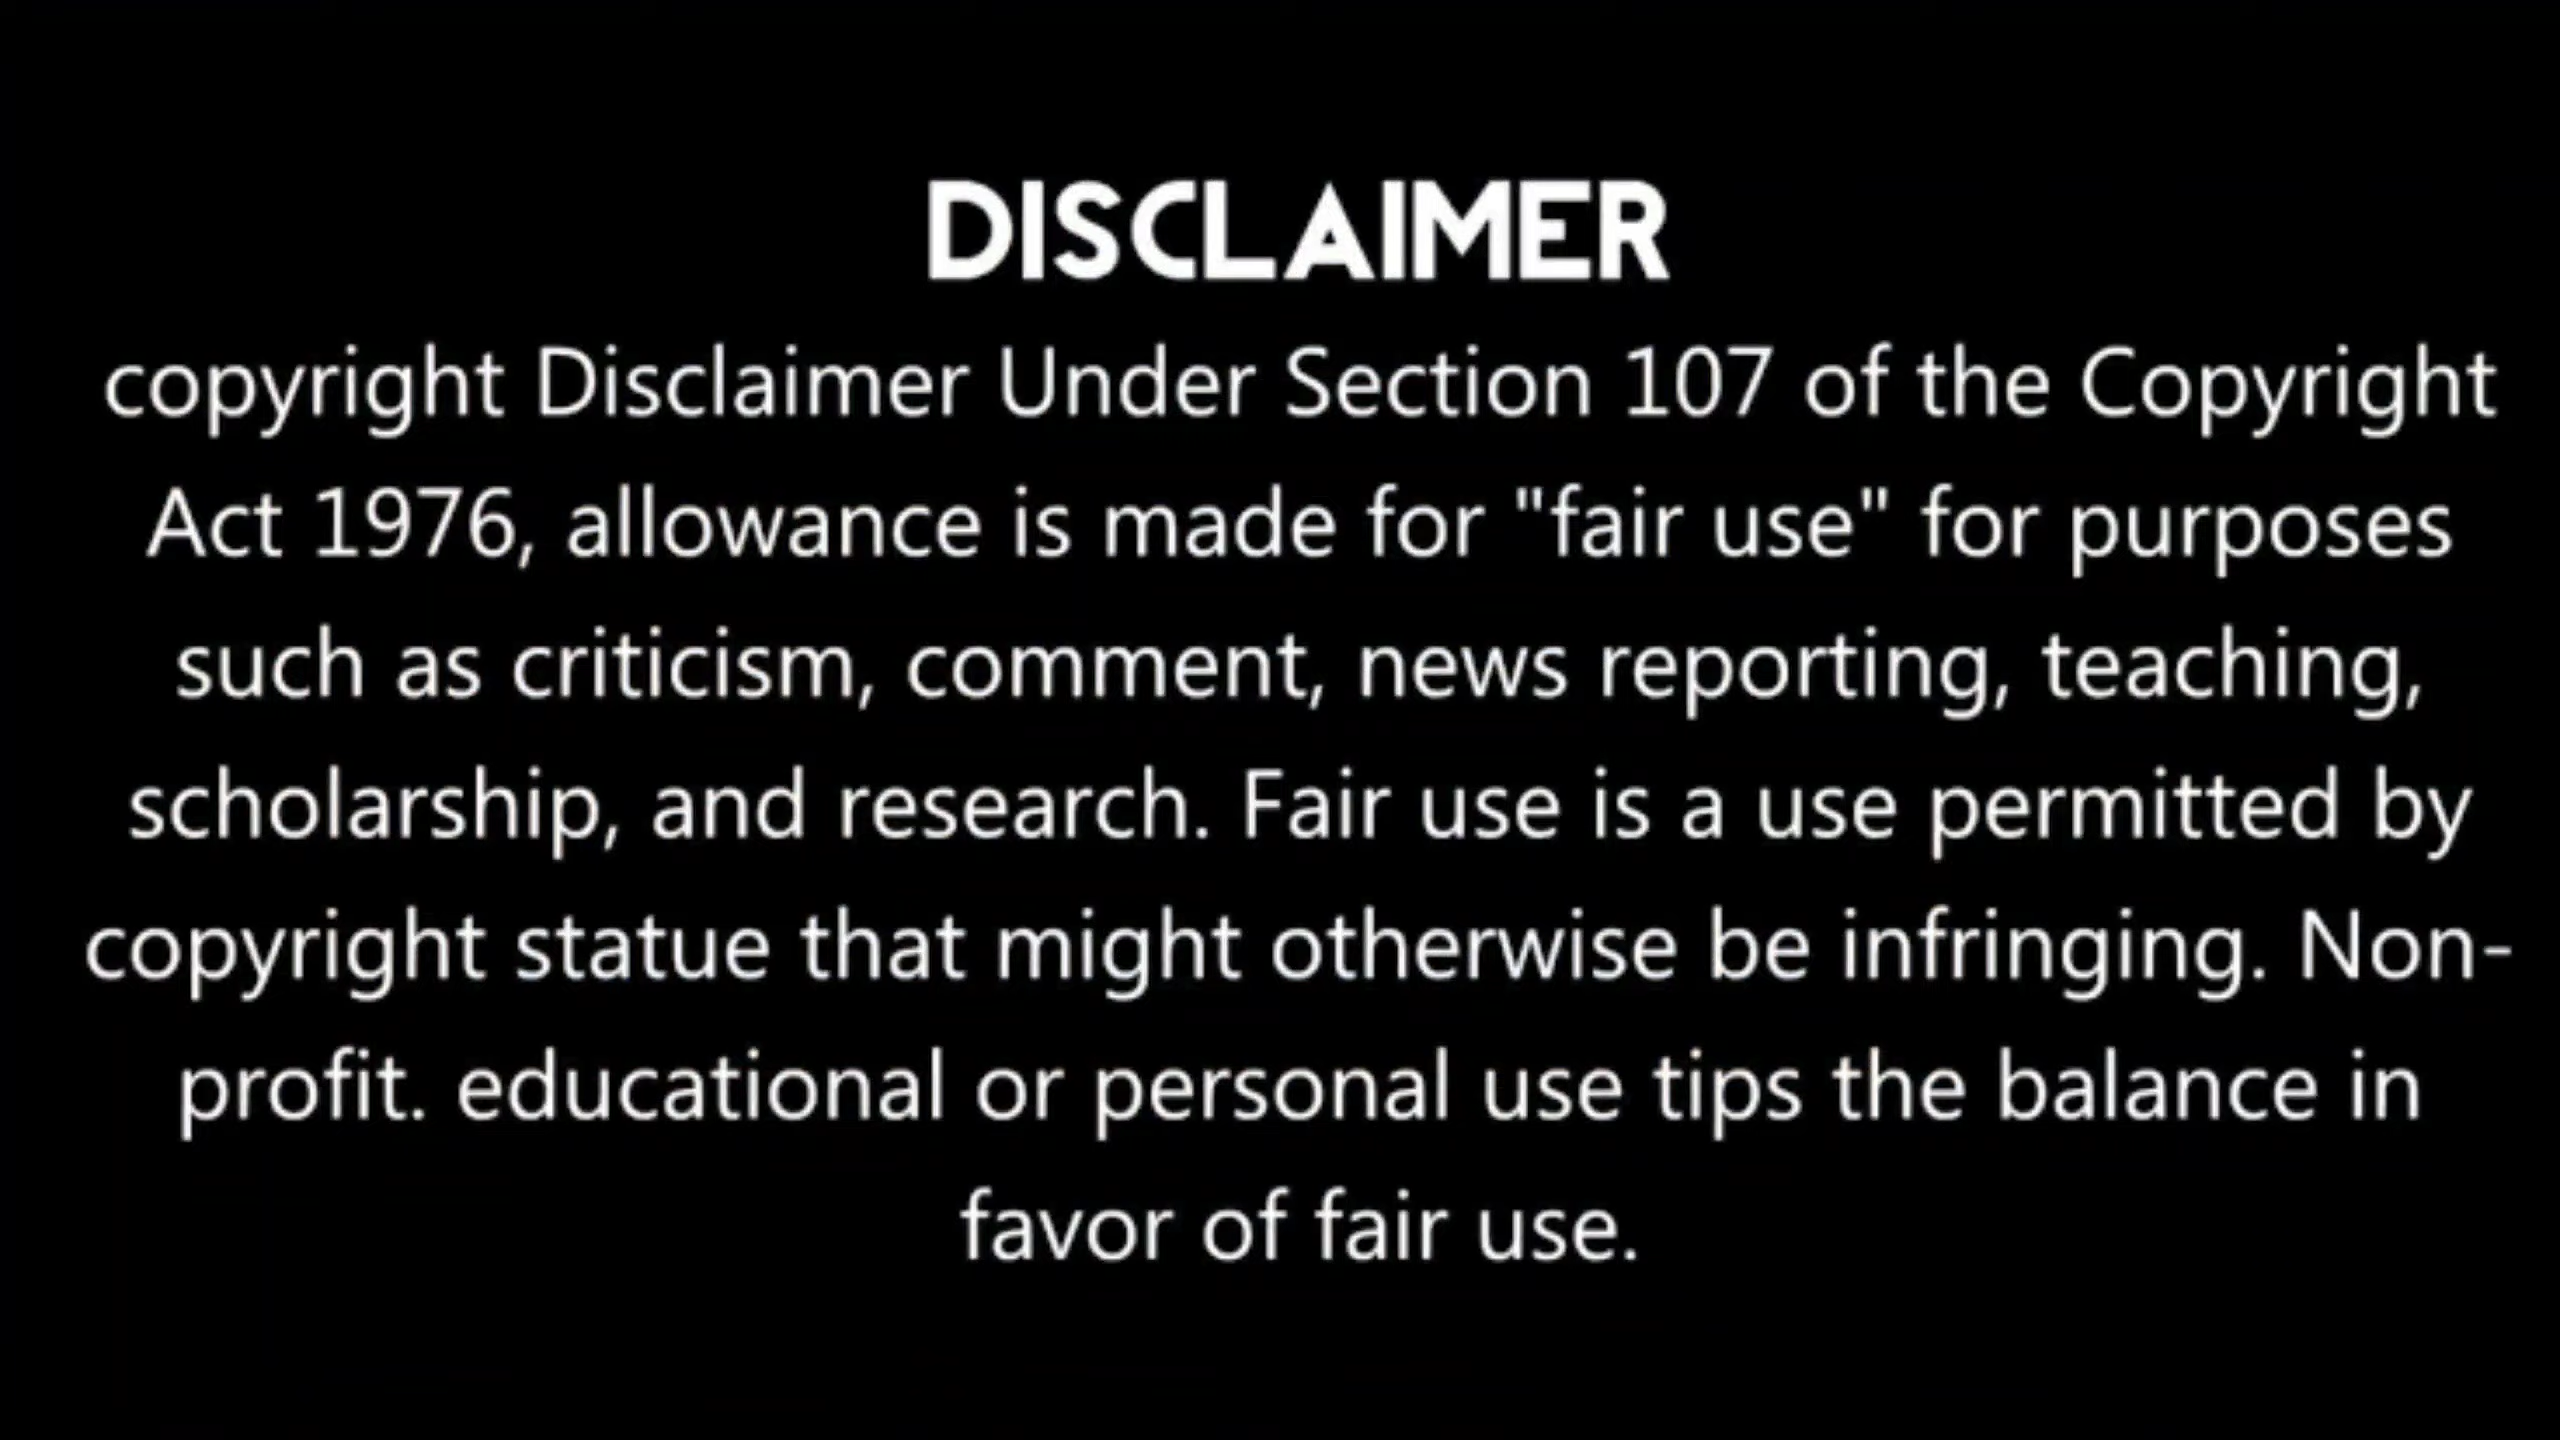 DISCLAIMER
copyright Disclaimer Under Section 107 of the Copyright
Act 1976, allowance is made for "fair use" for purposes
such as criticism, comment, news reporting, teaching,
scholarship, and research. Fair use is a use permitted by
copyright statue that might otherwise be infringing. Non-
profit. educational or personal use tips the balance in
favor of fair use.